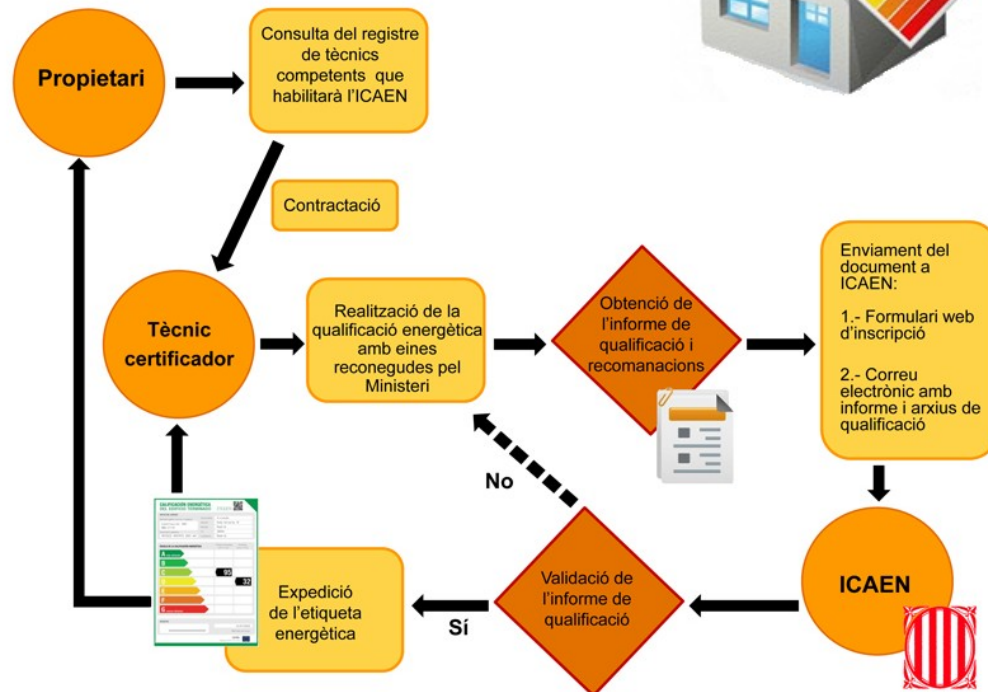 Propietari
Consulta del registre
de tècnics
competents que
habilitarà l'ICAEN
Contractació
Tècnic
certificador
Realització de la
qualificació energètica
amb eines
reconegudes pel
Ministeri
Obtenció de
l'informe de
qualificació i
recomanacions
Enviament del
document a
ICAEN:
1.- Formulari web
d'inscripció
2.- Correu
electrònic amb
informe i arxius de
qualificació
No
ICAEN
Validació de
l'informe de
qualificació
Sí
Expedició
de l'etiqueta
energètica
A
B
C
95
32
F
G